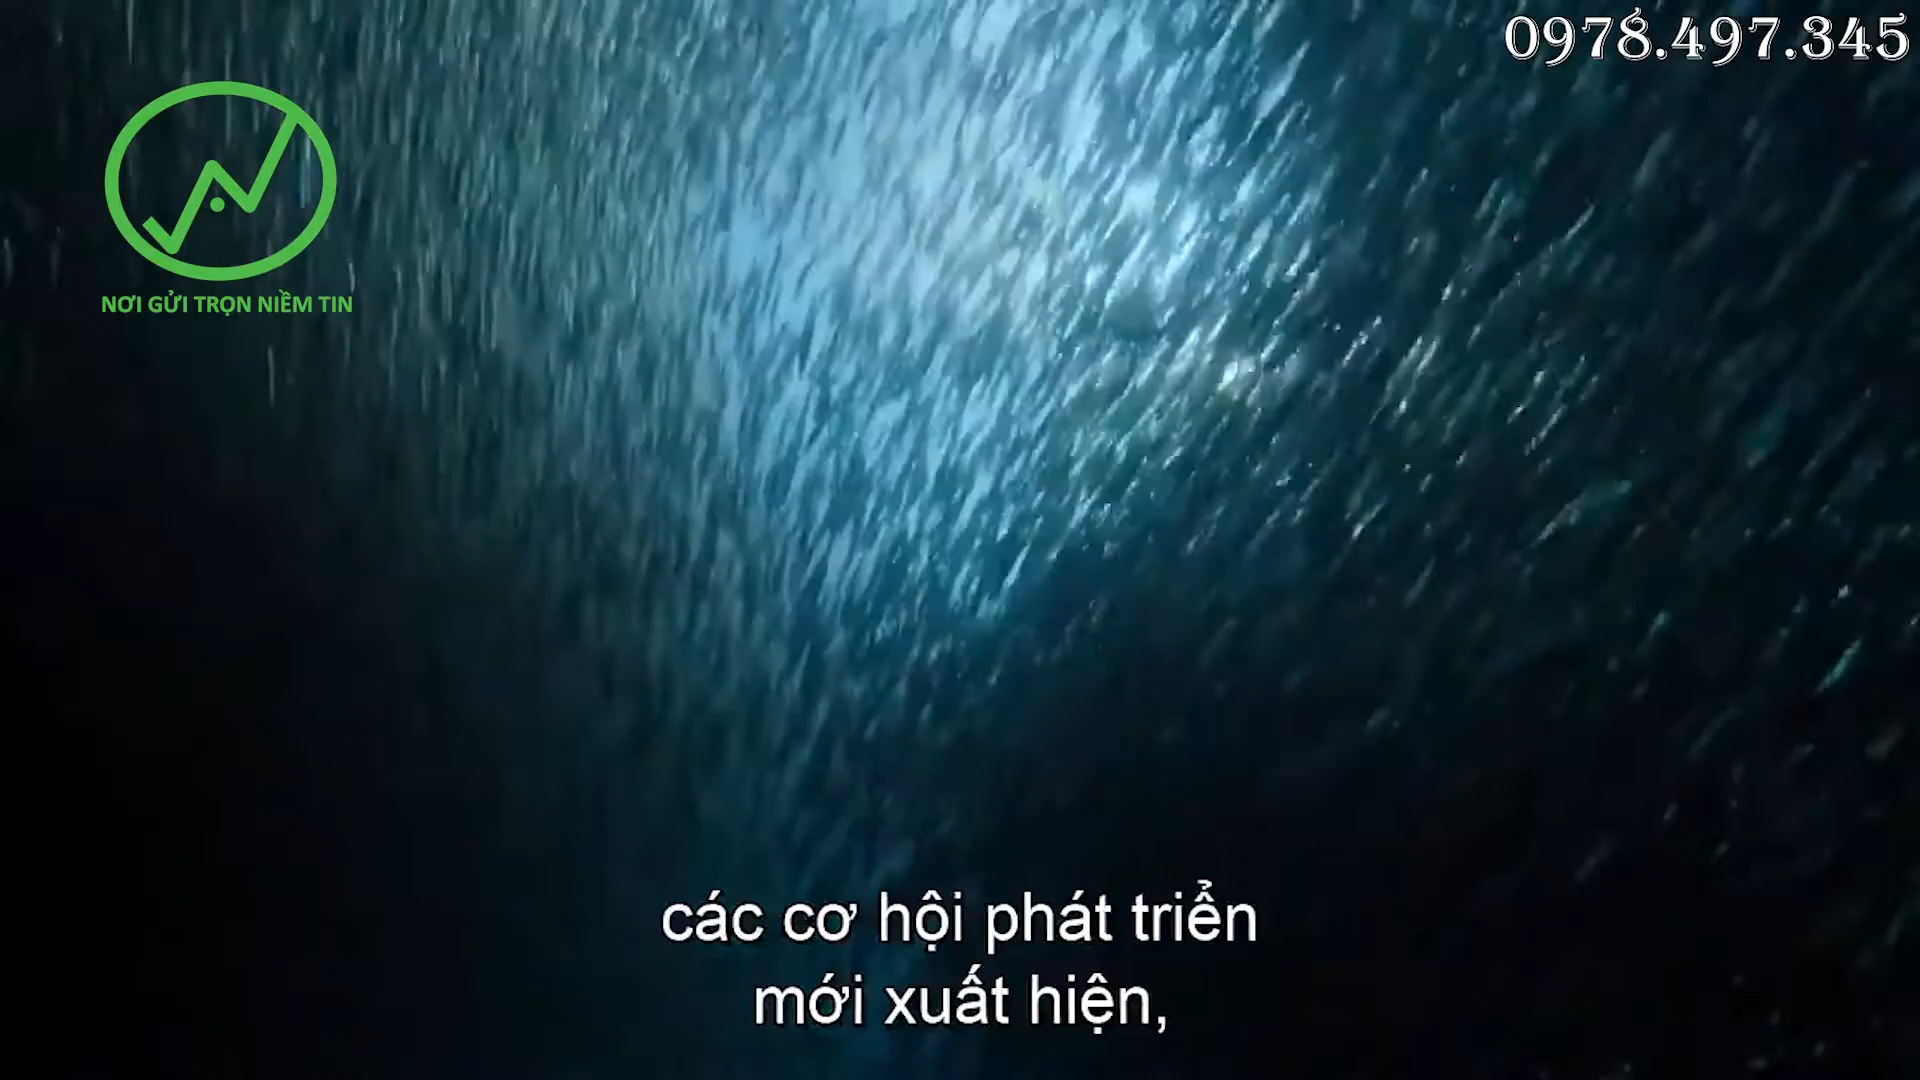 0978.497.345
NƠI GỬI TRỌN NIỀM TIN
các cơ hội phát triển
mới xuất hiện,